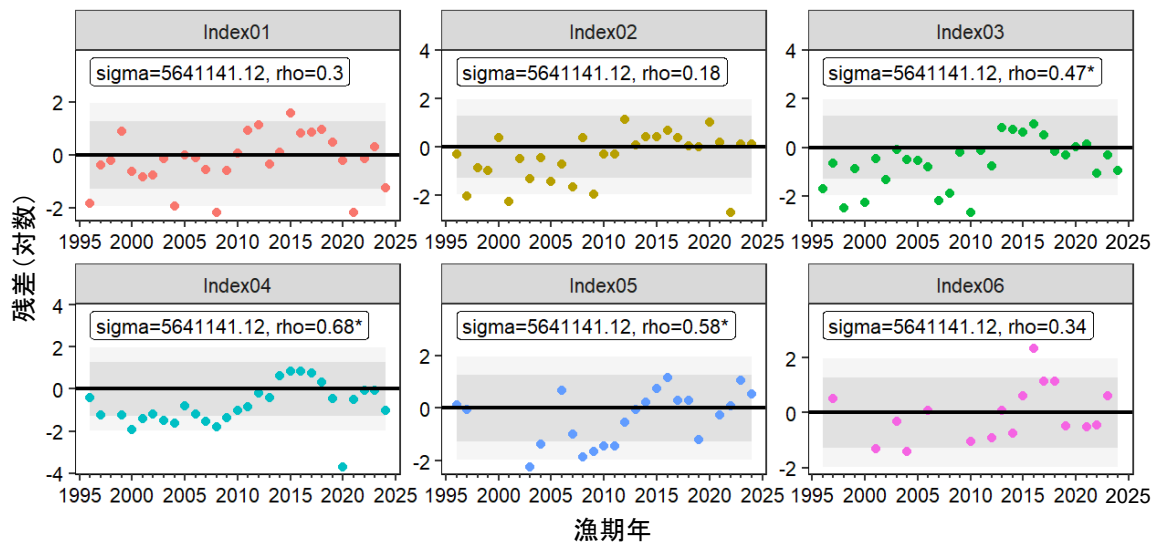 Index01
Index02
Index03
sigma=5641141.12, rho=0.3
sigma=5641141.12, rho=0.18
sigma=5641141.12, rho=0.47*
2
0
-2
4
2
0
-2
4
2
0
-2
1995 2000 2005 2010 2015 2020 2025
1995 2000 2005 2010 2015 2020 2025
1995 2000 2005 2010 2015 2020 2025
残差(対数)
Index04
Index05
Index06
sigma=5641141.12, rho=0.68*
sigma=5641141.12, rho=0.58*
sigma=5641141.12, rho=0.34
4
2
0
-2
-4
2
0
-2
2
0
-2
1995 2000 2005 2010 2015 2020 2025
1995 2000 2005 2010 2015 2020 2025
1995 2000 2005 2010 2015 2020 2025
漁期年